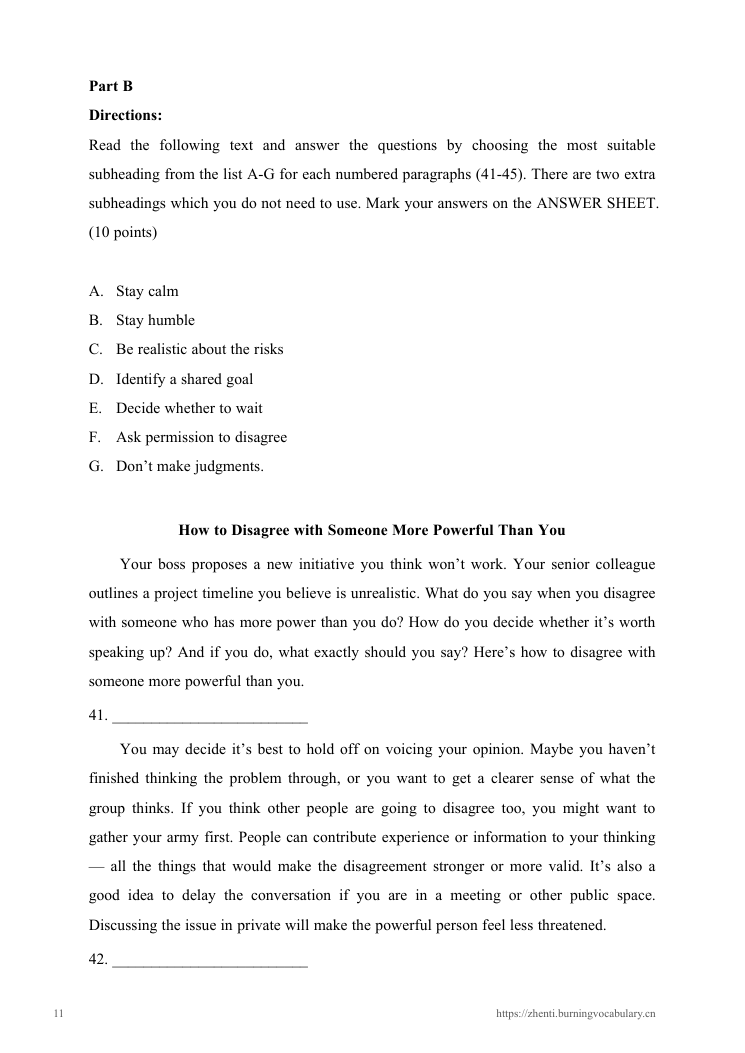 Part B
Directions:
Read the following text and answer the questions by choosing the most suitable
subheading from the list A-G for each numbered paragraphs (41-45). There are two extra
subheadings which you do not need to use. Mark your answers on the ANSWER SHEET.
(10 points)
A. Stay calm
B. Stay humble
C. Be realistic about the risks
D. Identify a shared goal
E. Decide whether to wait
F. Ask permission to disagree
G. Don’t make judgments.
How to Disagree with Someone More Powerful Than You
Your boss proposes a new initiative you think won’t work. Your senior colleague
outlines a project timeline you believe is unrealistic. What do you say when you disagree
with someone who has more power than you do? How do you decide whether it’s worth
speaking up? And if you do, what exactly should you say? Here’s how to disagree with
someone more powerful than you.
41. _________________________
You may decide it’s best to hold off on voicing your opinion. Maybe you haven’t
finished thinking the problem through, or you want to get a clearer sense of what the
group thinks. If you think other people are going to disagree too, you might want to
gather your army first. People can contribute experience or information to your thinking
— all the things that would make the disagreement stronger or more valid. It’s also a
good idea to delay the conversation if you are in a meeting or other public space.
Discussing the issue in private will make the powerful person feel less threatened.
42. _________________________
11 https://zhenti.burningvocabulary.cn